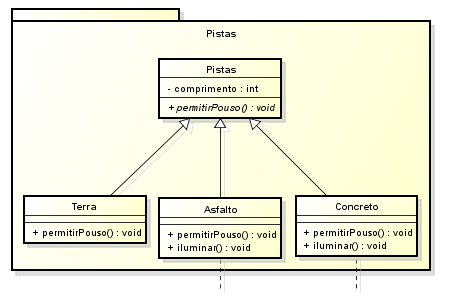 Pistas
Pistas
- comprimento : int
+ permitirPouso() : void
Terra
+ permitirPouso() : void
Asfalto
+ permitirPouso() : void
+ iluminar() : void
Concreto
+ permitirPouso() : void
+ iluminar() : void